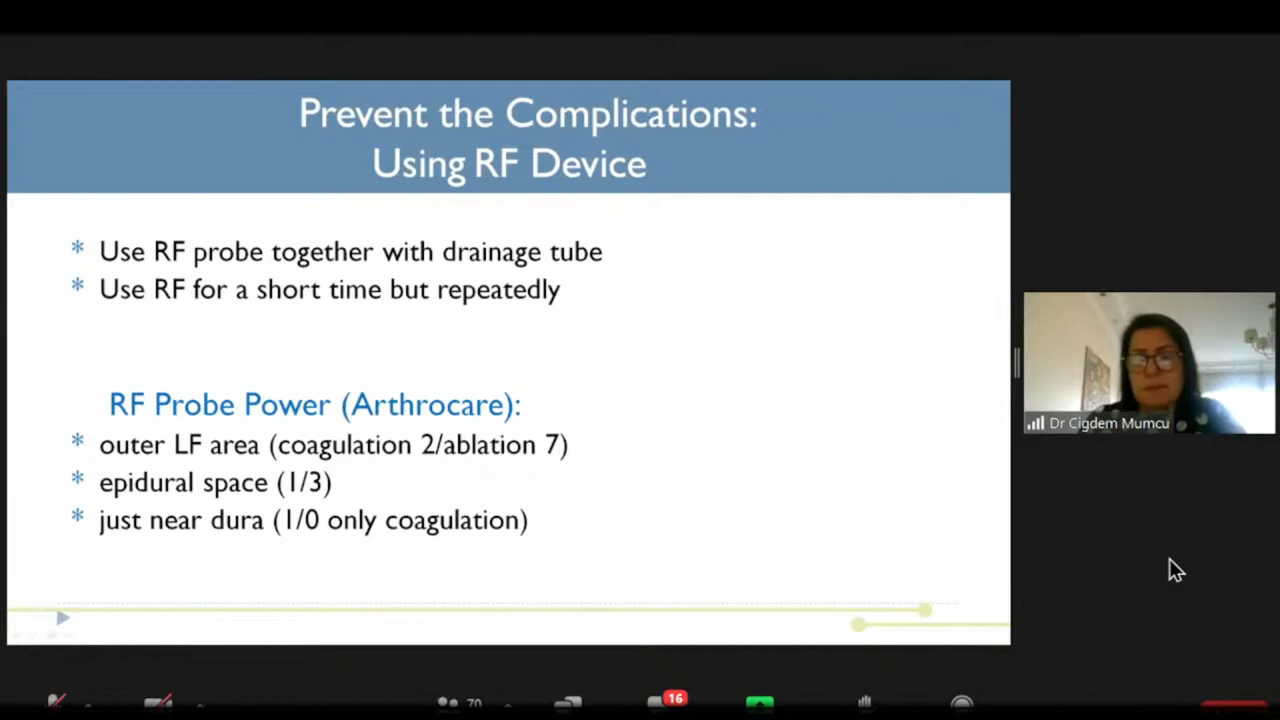 Prevent the Complications:
Using RF Device
* Use RF probe together with drainage tube
* Use RF for a short time but repeatedly
RF Probe Power (Arthrocare):
* outer LF area (coagulation 2/ablation 7)
* epidural space (1/3)
* just near dura (1/0 only coagulation)
Dr Cigdem Mumcu
70
16